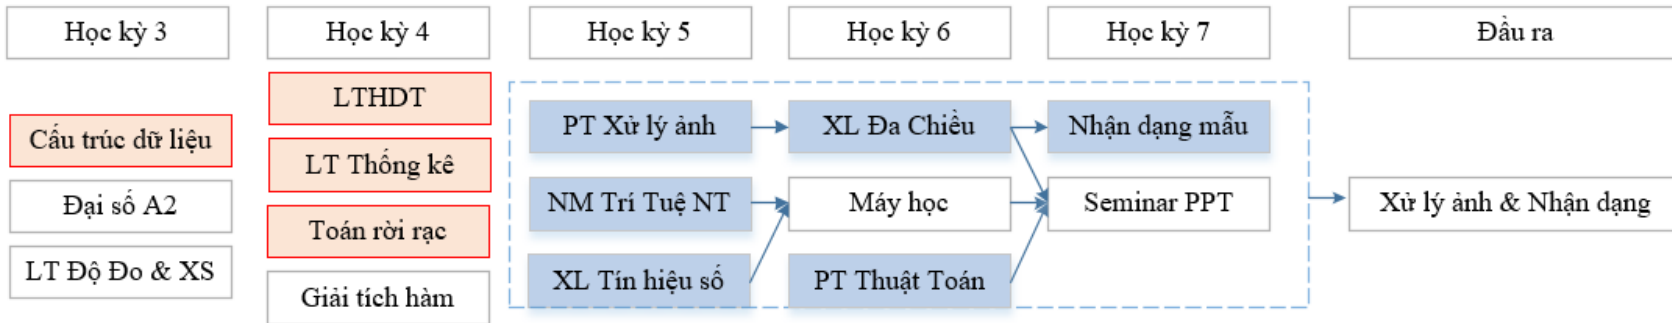 Học kỳ 3
Học kỳ 4
Học kỳ 5
Học kỳ 6
Học kỳ 7
Đầu ra
Cấu trúc dữ liệu
Đại số A2
LT Độ Đo & XS
LTHDT
LT Thống kê
Toán rời rạc
Giải tích hàm
PT Xử lý ảnh
NM Trí Tuệ NT
XL Tín hiệu số
XL Đa Chiều
Máy học
PT Thuật Toán
Nhận dạng mẫu
Seminar PPT
Xử lý ảnh & Nhận dạng